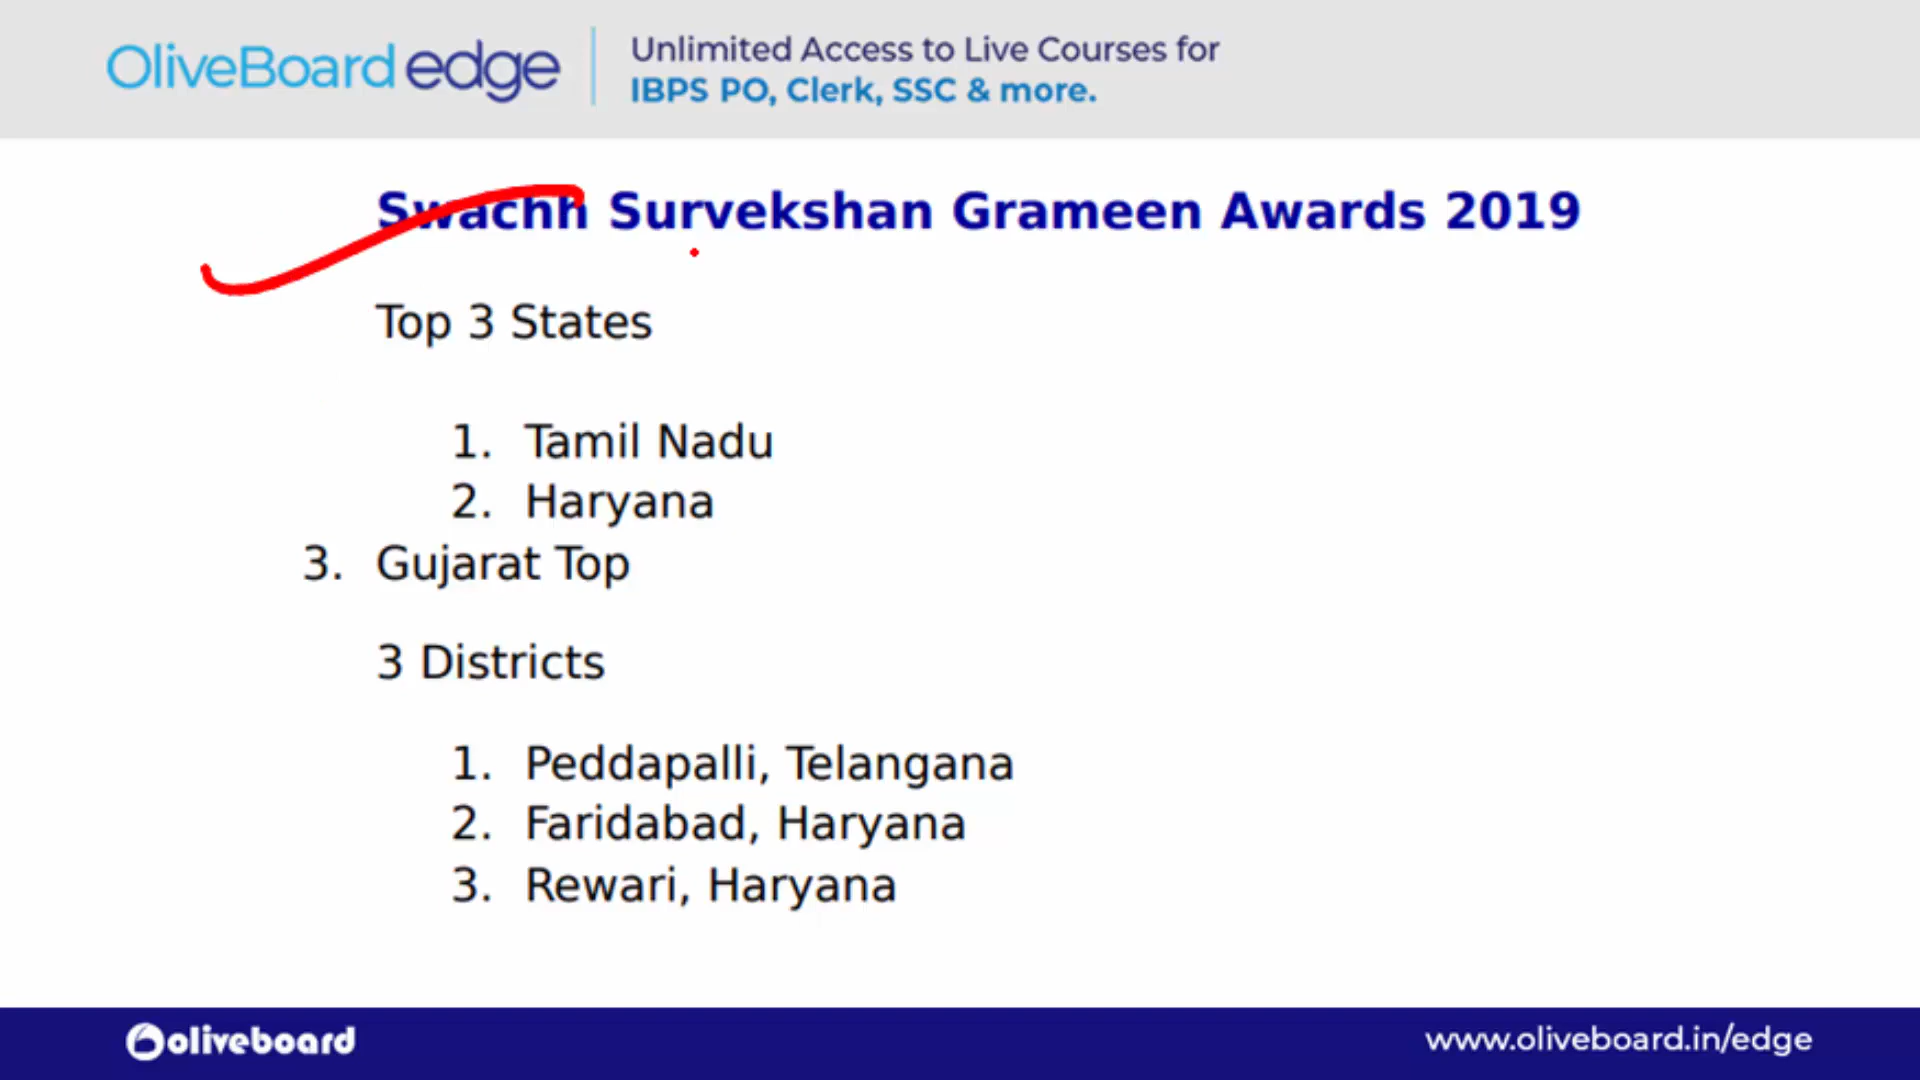 OliveBoard edge
Unlimited Access to Live Courses for
IBPS PO, Clerk, SSC & more.
Swachh Survekshan Grameen Awards 2019
Top 3 States
1. Tamil Nadu
2. Haryana
3. Gujarat Top
3 Districts
1. Peddapalli, Telangana
2. Faridabad, Haryana
3. Rewari, Haryana
oliveboard
www.oliveboard.in/edge